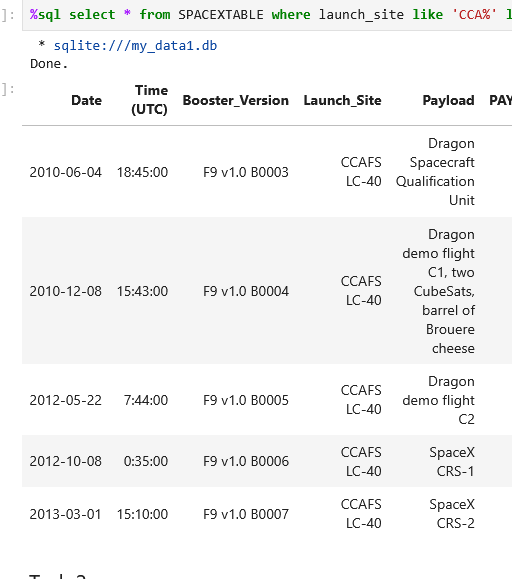 ]: %sql select * from SPACEXTABLE where launch_site like 'CCA%' l
* sqlite:///my_data1.db
Done.
]:
Date Time (UTC) Booster_Version Launch_Site Payload PAY
2010-06-04 18:45:00 F9 v1.0 B0003 CCAFS LC-40 Dragon Spacecraft Qualification Unit
2010-12-08 15:43:00 F9 v1.0 B0004 CCAFS LC-40 Dragon demo flight C1, two CubeSats, barrel of Brouere cheese
2012-05-22 7:44:00 F9 v1.0 B0005 CCAFS LC-40 Dragon demo flight C2
2012-10-08 0:35:00 F9 v1.0 B0006 CCAFS LC-40 SpaceX CRS-1
2013-03-01 15:10:00 F9 v1.0 B0007 CCAFS LC-40 SpaceX CRS-2